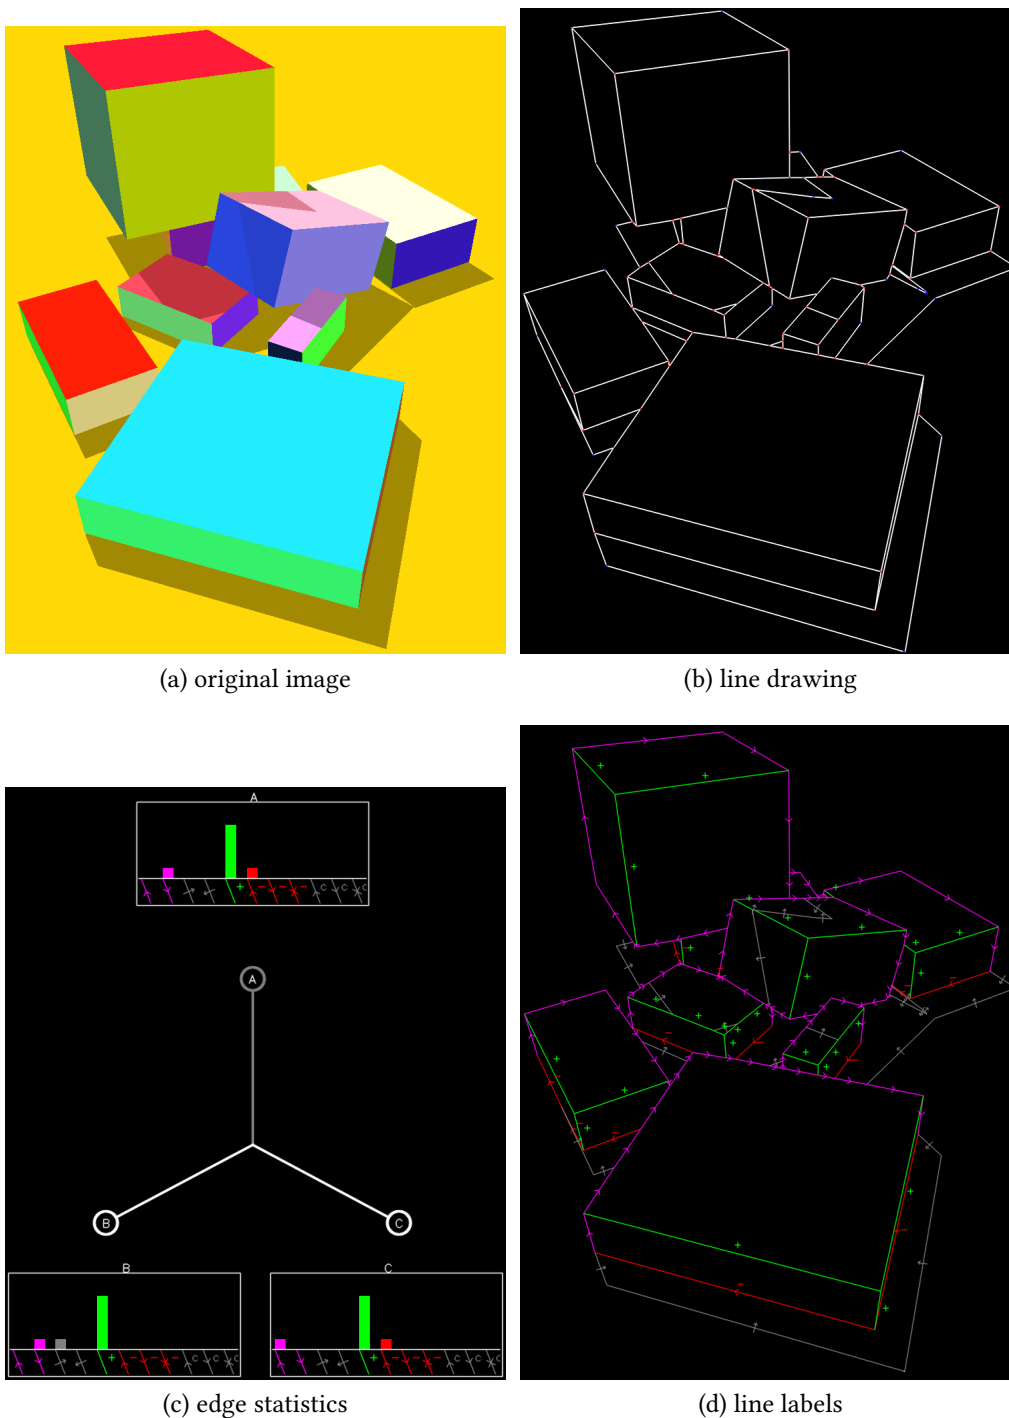 (a) original image
(b) line drawing
A
A
B
C
B
C
(c) edge statistics
(d) line labels